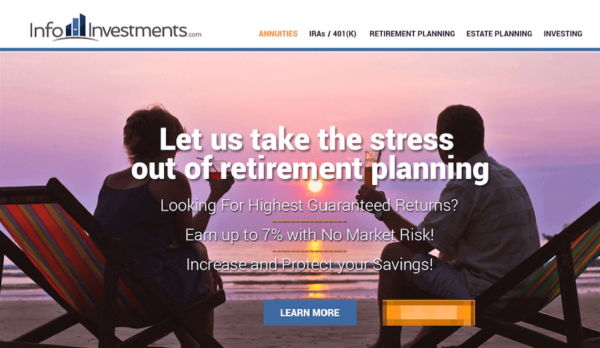 InfoInvestments.com
ANNUITIES IRAs / 401(K) RETIREMENT PLANNING ESTATE PLANNING INVESTING
Let us take the stress
out of retirement planning
Looking For Highest Guaranteed Returns?
Earn up to 7% with No Market Risk!
Increase and Protect your Savings!
LEARN MORE